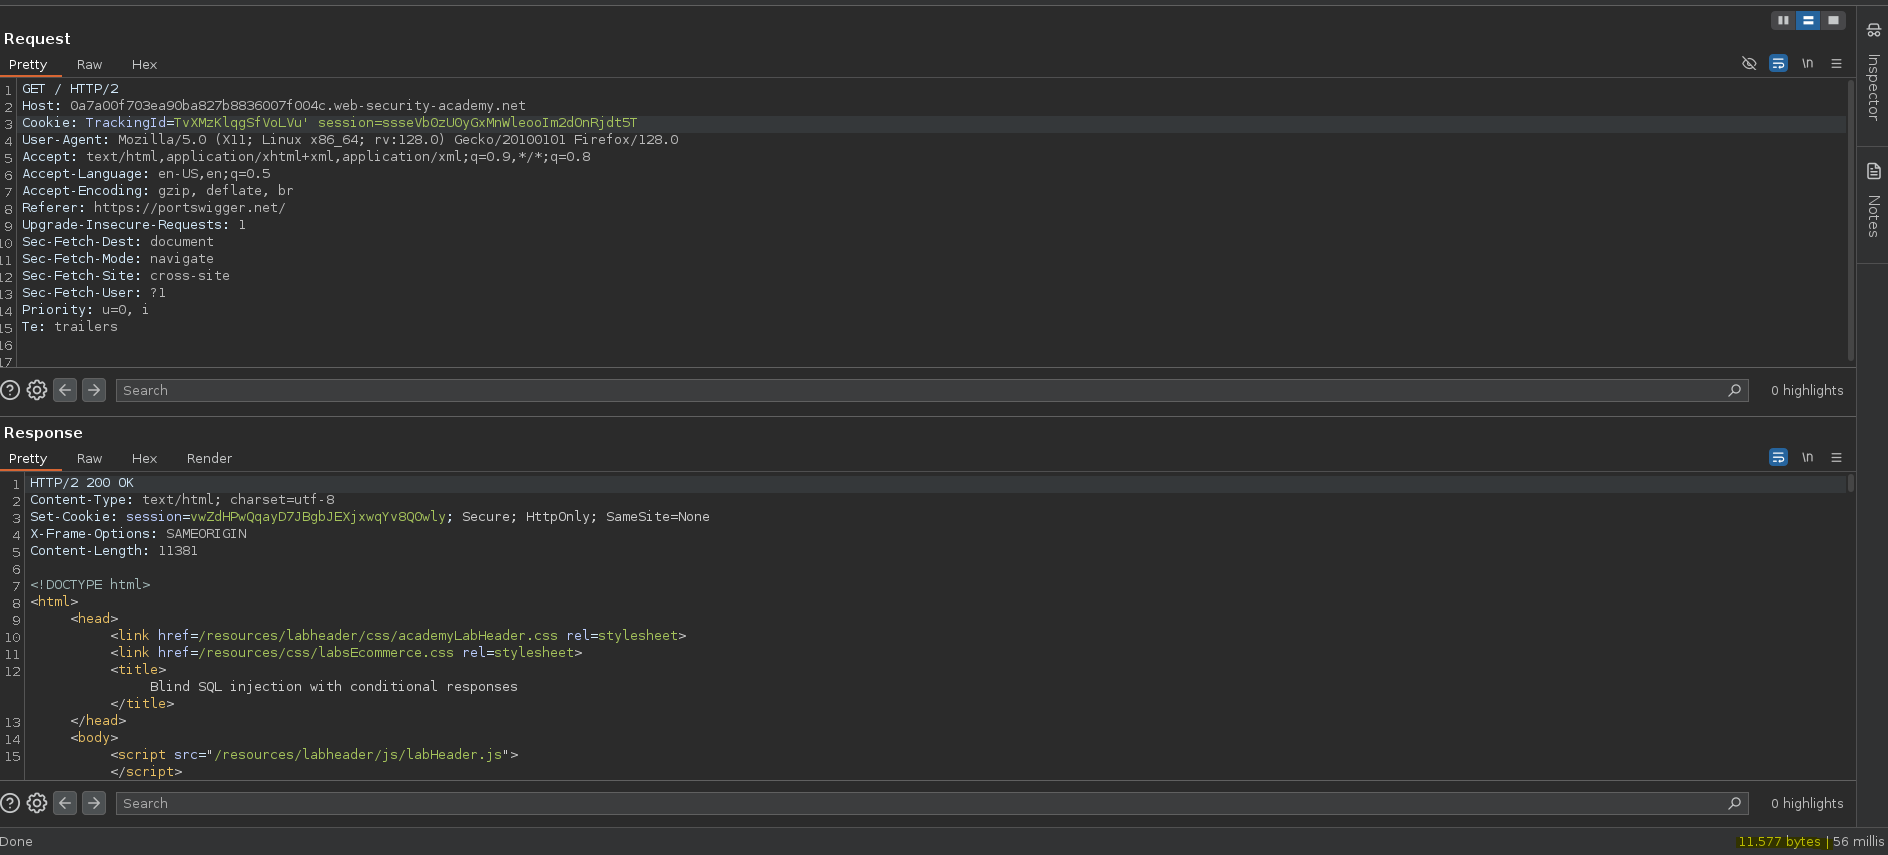 Request
Pretty Raw Hex
\n
1 GET / HTTP/2
2 Host: 0a7a00f703ea90ba827b8836007f004c.web-security-academy.net
3 Cookie: TrackingId=TvXMzKlqgSfVoLVu' session=ssseVbOzUOyGxMnWleooIm2dOnRjdt5T
4 User-Agent: Mozilla/5.0 (X11; Linux x86_64; rv:128.0) Gecko/20100101 Firefox/128.0
5 Accept: text/html,application/xhtml+xml,application/xml;q=0.9,*/*;q=0.8
6 Accept-Language: en-US,en;q=0.5
7 Accept-Encoding: gzip, deflate, br
8 Referer: https://portswigger.net/
9 Upgrade-Insecure-Requests: 1
10 Sec-Fetch-Dest: document
11 Sec-Fetch-Mode: navigate
12 Sec-Fetch-Site: cross-site
13 Sec-Fetch-User: ?1
14 Priority: u=0, i
15 Te: trailers
16
17
Search
0 highlights
Response
Pretty Raw Hex Render
\n
1 HTTP/2 200 OK
2 Content-Type: text/html; charset=utf-8
3 Set-Cookie: session=vwZdHPwQqayD7JBgbJEXjxwqYv8QOwly; Secure; HttpOnly; SameSite=None
4 X-Frame-Options: SAMEORIGIN
5 Content-Length: 11381
6
7 <!DOCTYPE html>
8 <html>
9 <head>
10 <link href=/resources/labheader/css/academyLabHeader.css rel=stylesheet>
11 <link href=/resources/css/labsEcommerce.css rel=stylesheet>
12 <title>
Blind SQL injection with conditional responses
</title>
13 </head>
14 <body>
15 <script src="/resources/labheader/js/labHeader.js">
</script>
Search
0 highlights
Done
11.577 bytes | 56 millis
Inspector
Notes